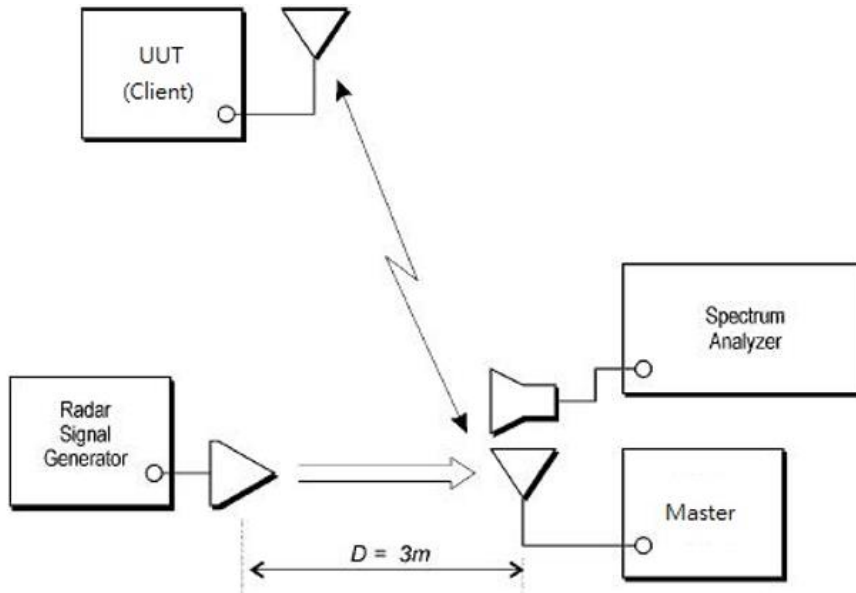 UUT
(Client)
Spectrum
Analyzer
Radar
Signal
Generator
Master
D = 3m